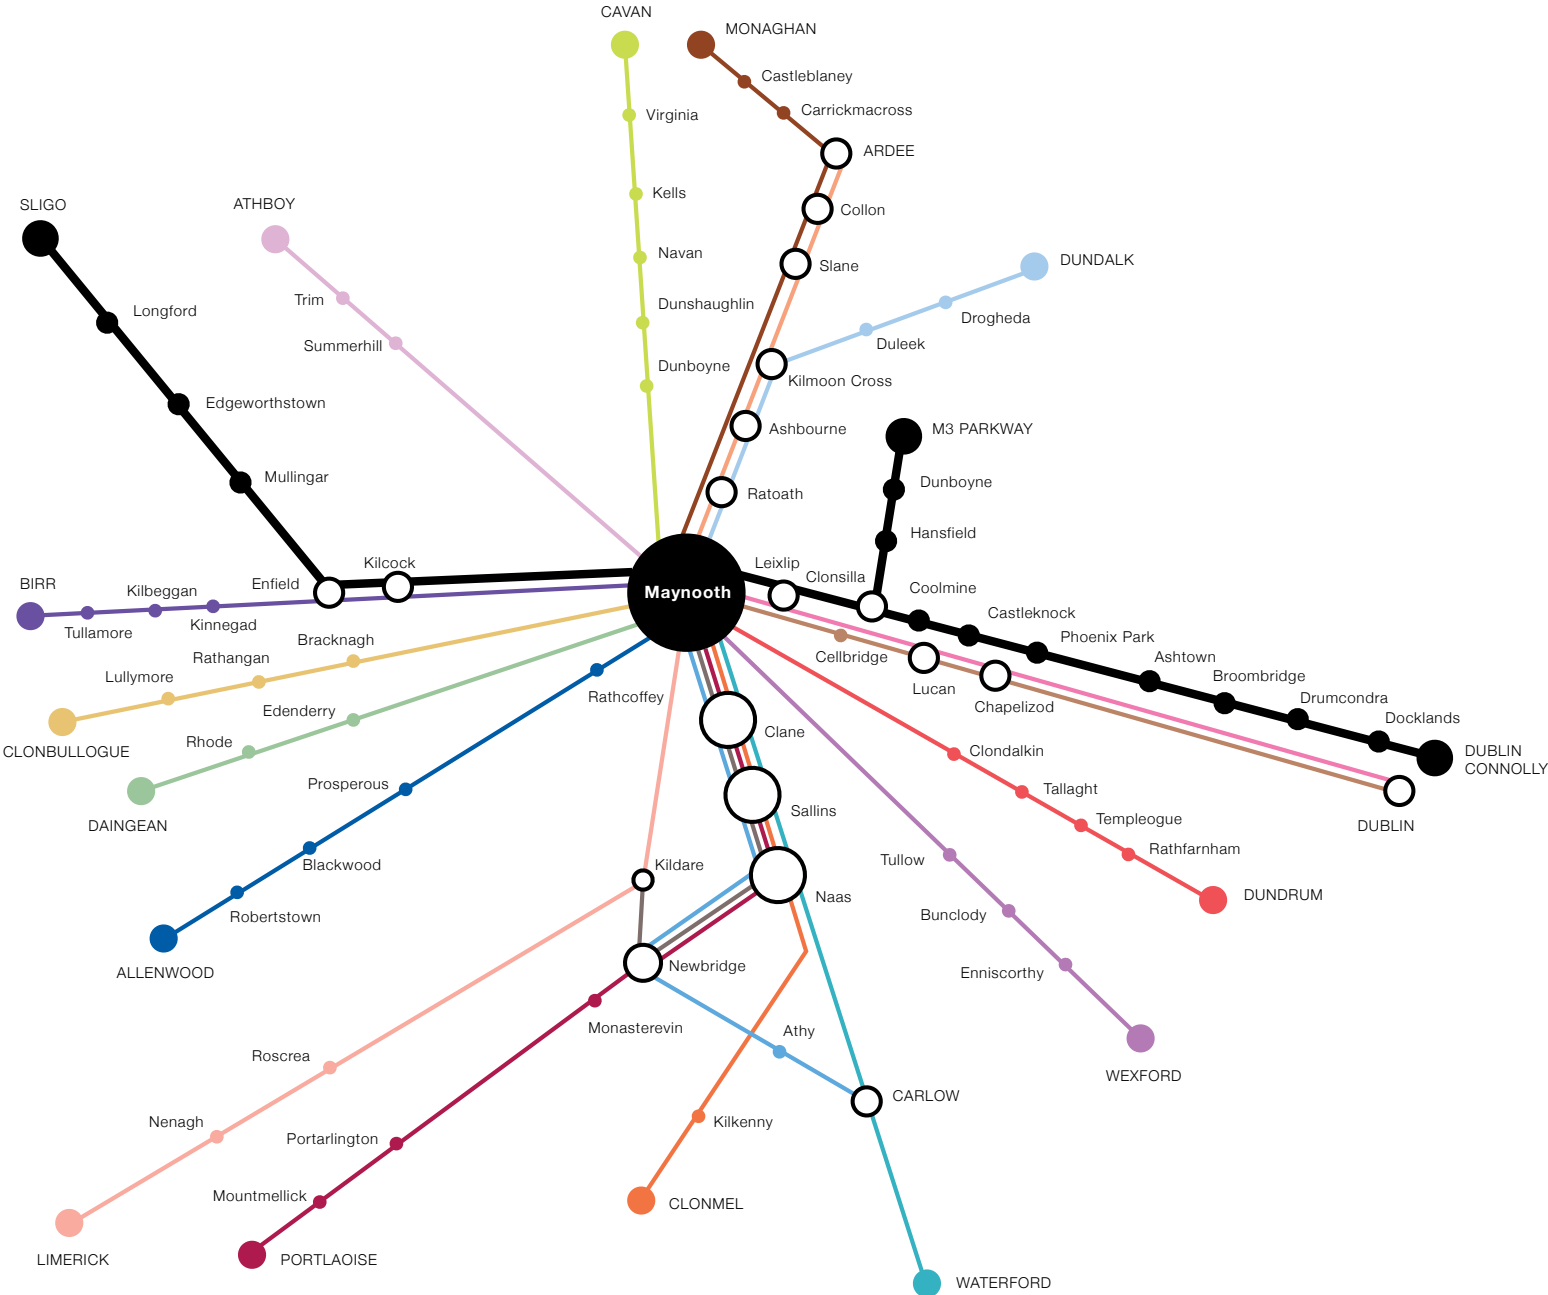 CAVAN
MONAGHAN
Castleblaney
Carrickmacross
ARDEE
Virginia
Kells
Collon
SLIGO
ATHBOY
Navan
Slane
DUNDALK
Trim
Dunshaughlin
Longford
Drogheda
Summerhill
Duleek
Dunboyne
Kilmoon Cross
Edgeworthstown
Ashbourne
M3 PARKWAY
Mullingar
Dunboyne
Ratoath
Hansfield
Kilcock
Leixlip
Clonsilla
BIRR
Kilbeggan
Enfield
Maynooth
Coolmine
Castleknock
Tullamore
Kinnegad
Bracknagh
Phoenix Park
Rathangan
Cellbridge
Ashtown
Lullymore
Lucan
Broombridge
Rathcoffey
Drumcondra
Chapelizod
Edenderry
Docklands
Clane
Rhode
CLONBULLOGUE
Clondalkin
DUBLIN
CONNOLLY
Prosperous
Tallaght
Sallins
Templeogue
DAINGEAN
DUBLIN
Rathfarnham
Blackwood
Kildare
Tullow
Naas
DUNDRUM
Robertstown
Bunclody
ALLENWOOD
Newbridge
Enniscorthy
Monasterevin
Athy
Roscrea
WEXFORD
CARLOW
Nenagh
Kilkenny
Portarlington
Mountmellick
CLONMEL
LIMERICK
PORTLAOISE
WATERFORD